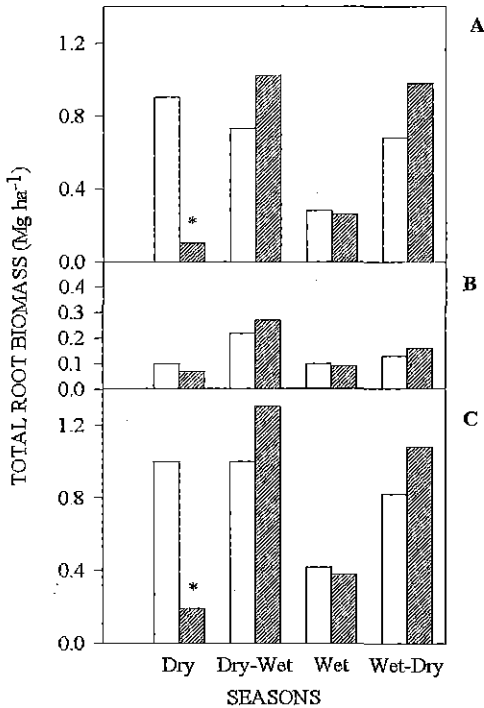 A
1.2
0.8
0.4
*
0.0
B
0.4
0.3
0.2
0.1
0.0
C
1.2
0.8
0.4
*
0.0
TOTAL ROOT BIOMASS (Mg ha⁻¹)
Dry Dry-Wet Wet Wet-Dry
SEASONS